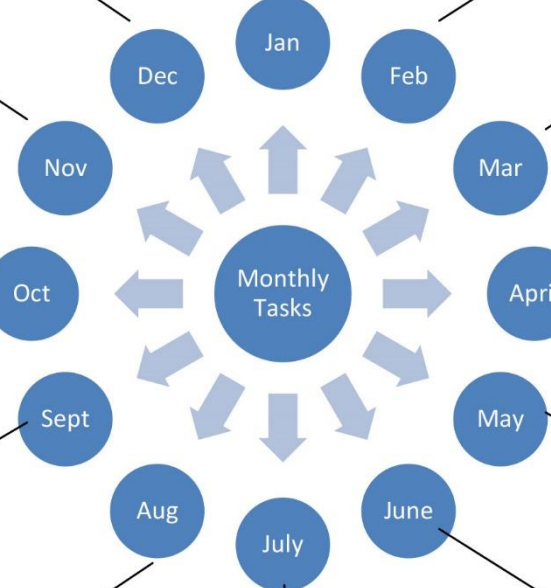 Jan
Feb
Mar
Apri
May
June
July
Aug
Sept
Oct
Nov
Dec
Monthly
Tasks